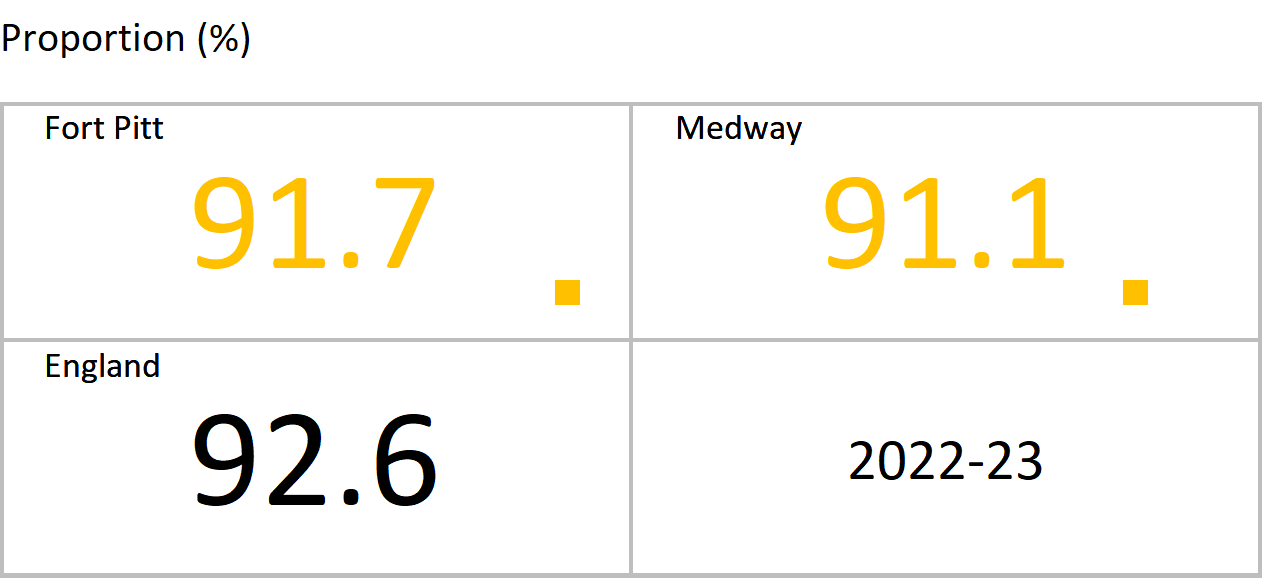 Proportion (%)
Fort Pitt
91.7
Medway
91.1
England
92.6
2022-23